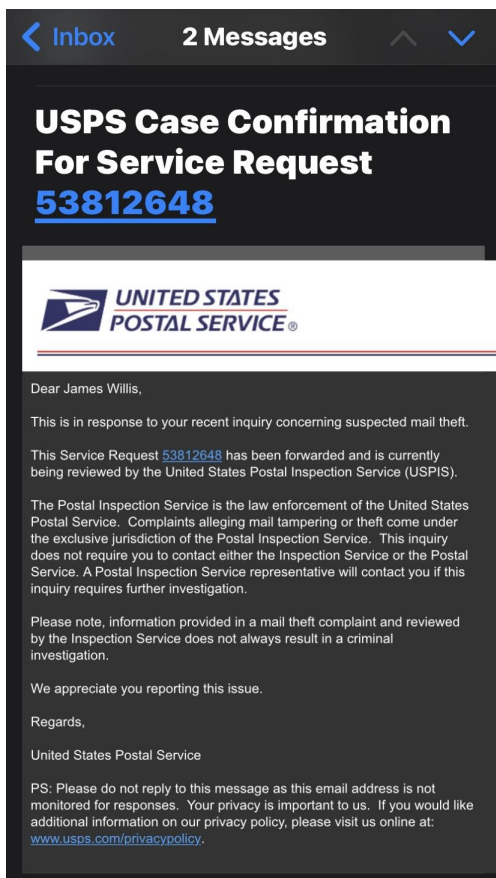 Inbox
2 Messages
USPS Case Confirmation
For Service Request
53812648
UNITED STATES
POSTAL SERVICE ®
Dear James Willis,
This is in response to your recent inquiry concerning suspected mail theft.
This Service Request 53812648 has been forwarded and is currently
being reviewed by the United States Postal Inspection Service (USPIS).
The Postal Inspection Service is the law enforcement of the United States
Postal Service.  Complaints alleging mail tampering or theft come under
the exclusive jurisdiction of the Postal Inspection Service.  This inquiry
does not require you to contact either the Inspection Service or the Postal
Service. A Postal Inspection Service representative will contact you if this
inquiry requires further investigation.
Please note, information provided in a mail theft complaint and reviewed
by the Inspection Service does not always result in a criminal
investigation.
We appreciate you reporting this issue.
Regards,
United States Postal Service
PS: Please do not reply to this message as this email address is not
monitored for responses.  Your privacy is important to us.  If you would like
additional information on our privacy policy, please visit us online at:
www.usps.com/privacypolicy.